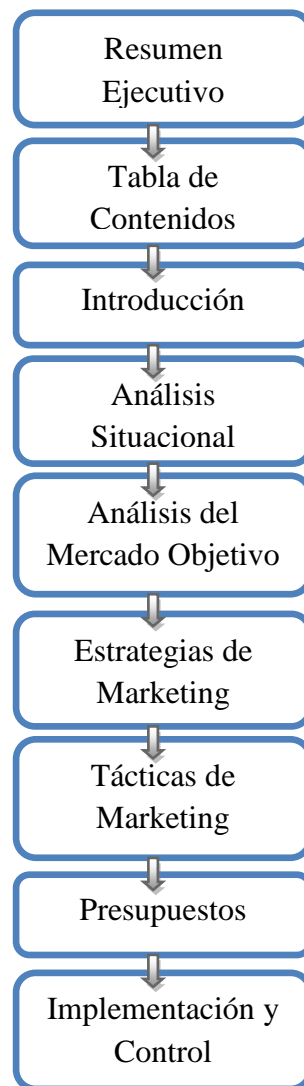 Resumen
Ejecutivo
Tabla de
Contenidos
Introducción
Análisis
Situacional
Análisis del
Mercado Objetivo
Estrategias de
Marketing
Tácticas de
Marketing
Presupuestos
Implementación y
Control